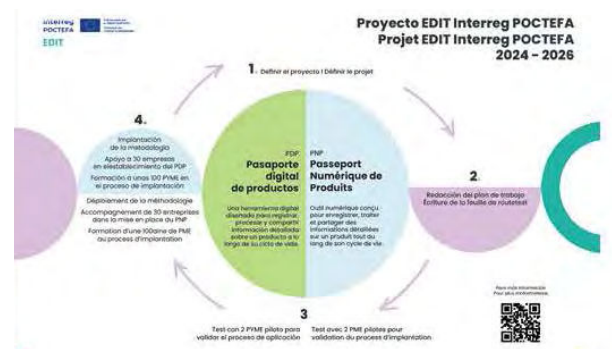 Interreg
POCTEFA
EDIT
Proyecto EDIT Interreg POCTEFA
Projet EDIT Interreg POCTEFA
2024 - 2026
1. Definir el proyecto | Définir le projet
4.
Implantación
de la metodología
Apoyo a 30 empresas
en elestablecimiento del PDP
Formación a unas 100 PYME en
el proceso de implantación
Déploiement de la méthodologie
Accompagnement de 30 entreprises
dans la mise en place du PNP
Formation d'une 100aine de PME
au process d'implantation
PDP
Pasaporte
digital
de productos
Una herramienta digital
diseñada para registrar,
procesar y compartir
información detallada
sobre un producto a lo
largo de su ciclo de vida.
PNP
Passeport
Numérique de
Produits
Outil numérique conçu
pour enregistrer, traiter
et partager des
informations détaillées
sur un produit tout au
long de son cycle de vie.
2.
Redacción del plan de trabajo
Écriture de la feuille de routetest
3
Test con 2 PYME piloto para
validar el proceso de aplicación
Test avec 2 PME pilotes pour
validation du process d'implantation.
Para más información
Pour plus